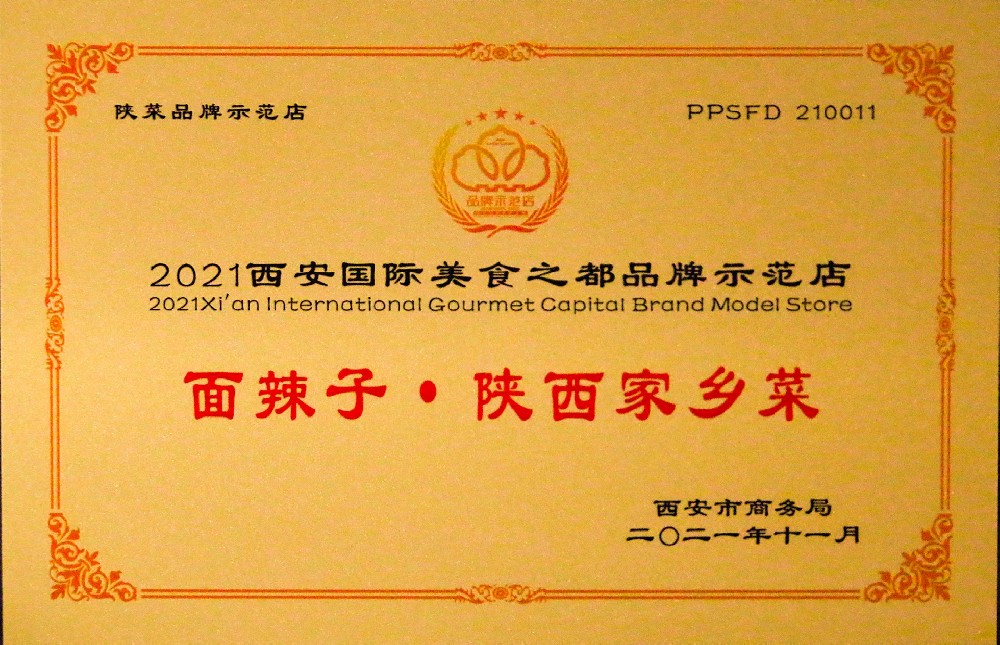 陕菜品牌示范店
PPSFD 210011
品牌示范店
2021西安国际美食之都品牌示范店
2021Xi'an International Gourmet Capital Brand Model Store
面辣子·陕西家乡菜
西安市商务局
二〇二一年十一月